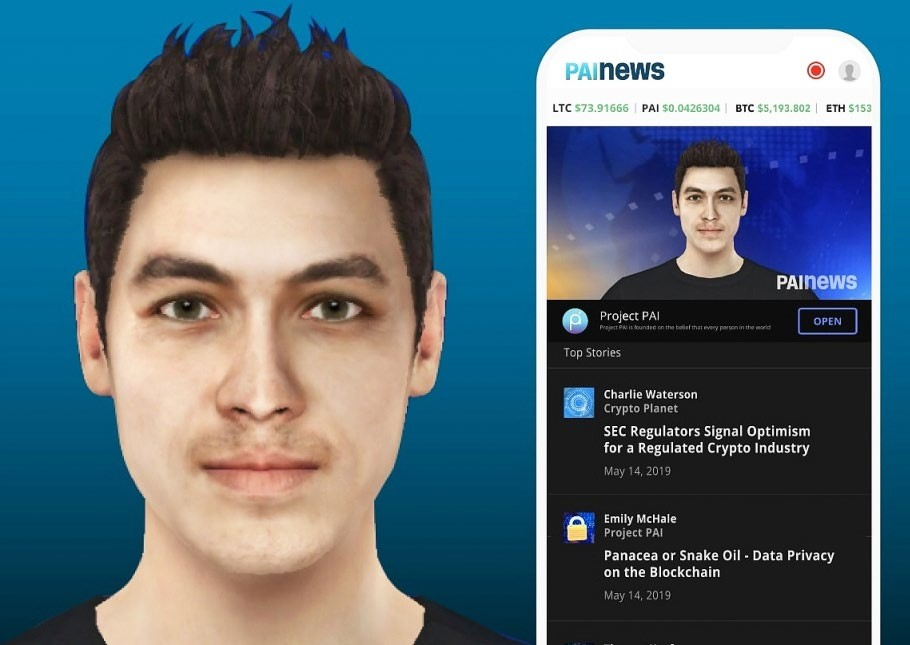 PAInews
LTC $73.91666 | PAI $0.0426304 | BTC $5,193.802 | ETH $153
PAInews
Project PAI
Project PAI is founded on the belief that every person in the world
OPEN
Top Stories
Charlie Waterson
Crypto Planet
SEC Regulators Signal Optimism
for a Regulated Crypto Industry
May 14, 2019
Emily McHale
Project PAI
Panacea or Snake Oil - Data Privacy
on the Blockchain
May 14, 2019